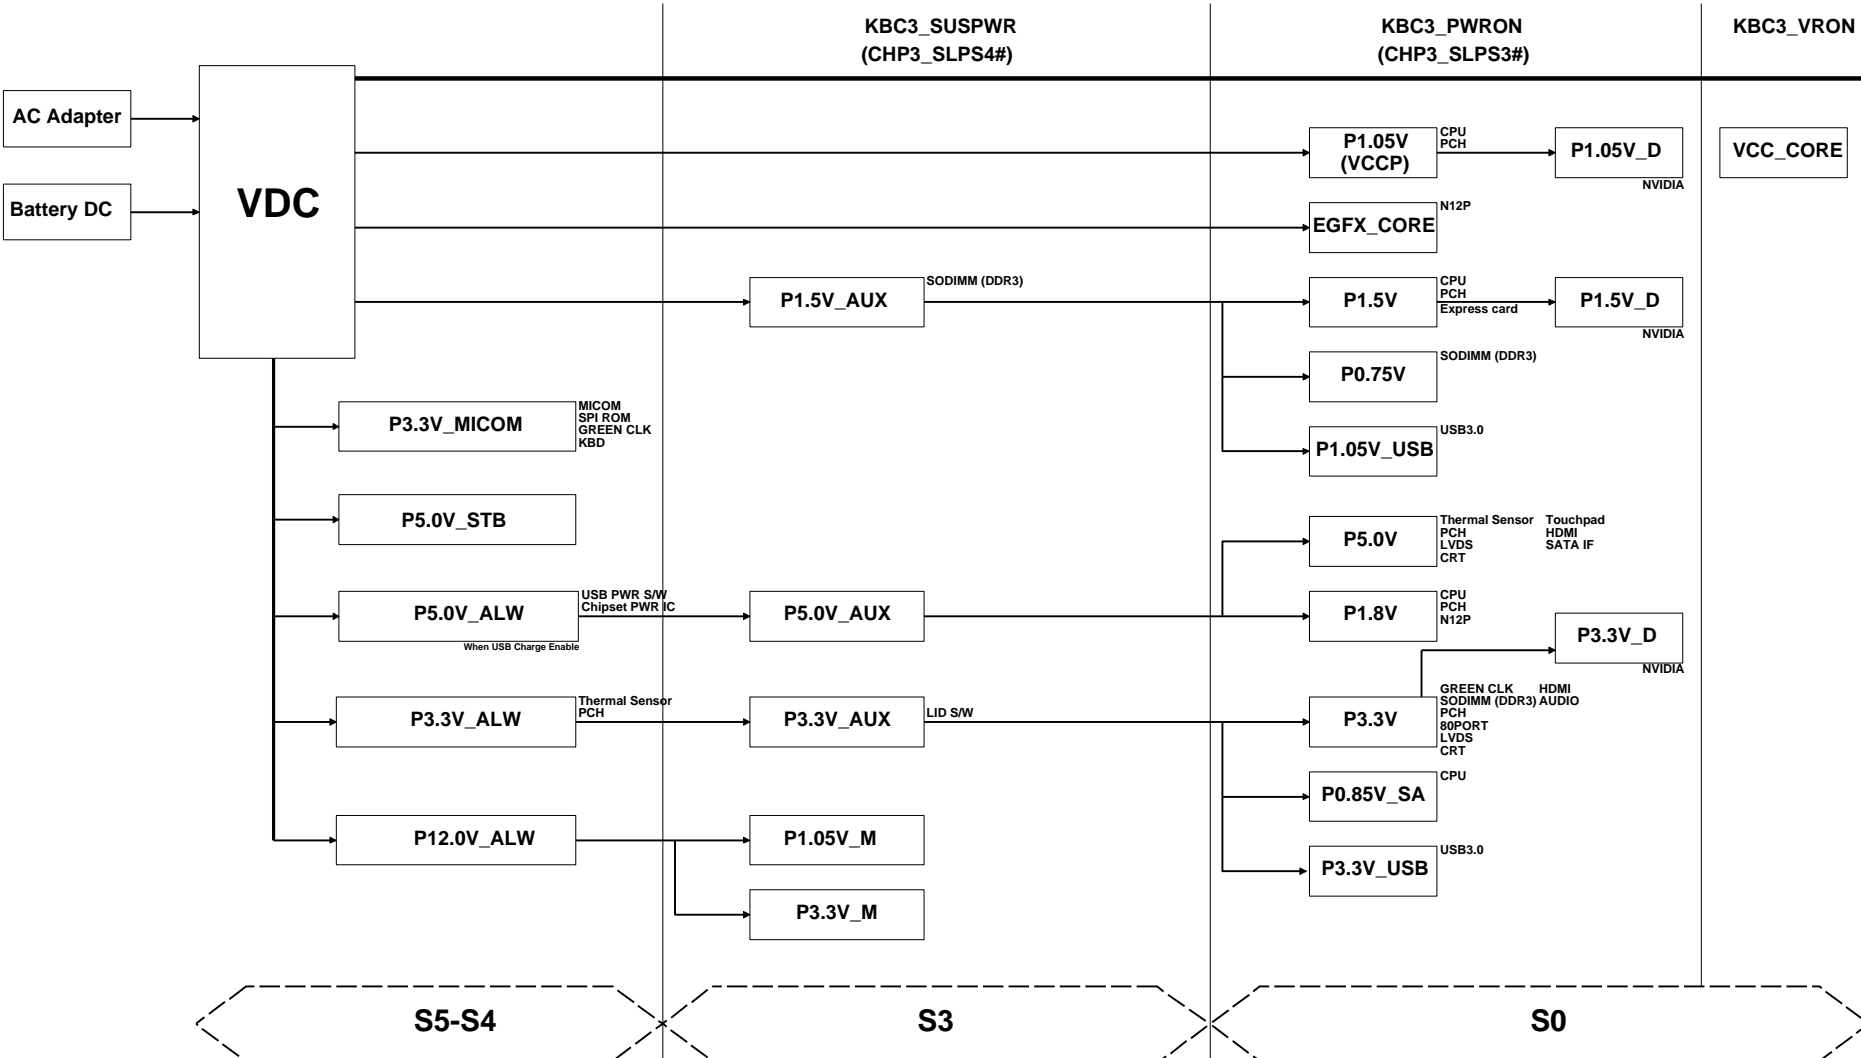 KBC3_SUSPWR
(CHP3_SLPS4#)
KBC3_PWRON
(CHP3_SLPS3#)
KBC3_VRON
AC Adapter
Battery DC
VDC
P1.05V
(VCCP)
CPU
PCH
P1.05V_D
NVIDIA
VCC_CORE
EGFX_CORE
N12P
P1.5V_AUX
SODIMM (DDR3)
P1.5V
CPU
PCH
Express card
P1.5V_D
NVIDIA
P0.75V
SODIMM (DDR3)
P3.3V_MICOM
MICOM
SPI ROM
GREEN CLK
KBD
P1.05V_USB
USB3.0
P5.0V_STB
P5.0V
Thermal Sensor Touchpad
PCH HDMI
LVDS SATA IF
CRT
P5.0V_ALW
USB PWR S/W
Chipset PWR IC
When USB Charge Enable
P5.0V_AUX
P1.8V
CPU
PCH
N12P
P3.3V_D
NVIDIA
P3.3V_ALW
Thermal Sensor
PCH
P3.3V_AUX
LID S/W
P3.3V
GREEN CLK HDMI
SODIMM (DDR3) AUDIO
PCH
80PORT
LVDS
CRT
P0.85V_SA
CPU
P12.0V_ALW
P1.05V_M
P3.3V_USB
USB3.0
P3.3V_M
S5-S4
S3
S0